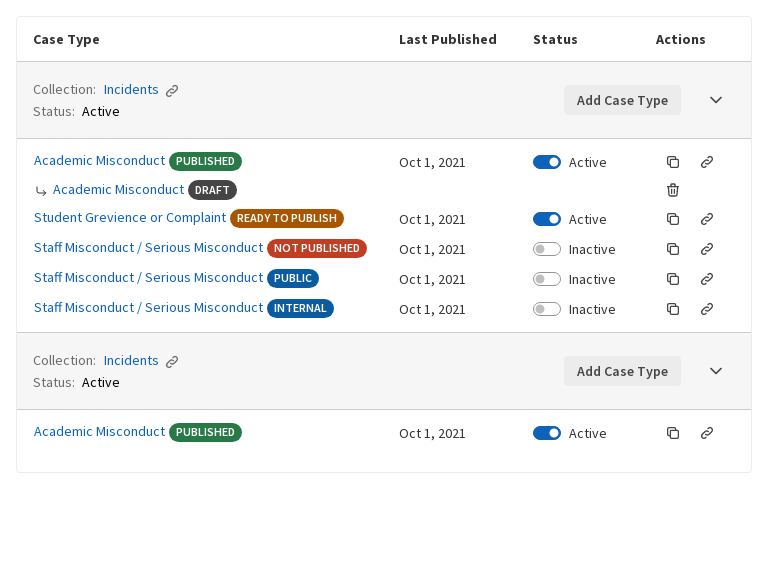 Case Type Last Published Status Actions
Collection: Incidents
Add Case Type
Status: Active
Academic Misconduct PUBLISHED Oct 1, 2021 Active
Academic Misconduct DRAFT
Student Grevience or Complaint READY TO PUBLISH Oct 1, 2021 Active
Staff Misconduct / Serious Misconduct NOT PUBLISHED Oct 1, 2021 Inactive
Staff Misconduct / Serious Misconduct PUBLIC Oct 1, 2021 Inactive
Staff Misconduct / Serious Misconduct INTERNAL Oct 1, 2021 Inactive
Collection: Incidents
Add Case Type
Status: Active
Academic Misconduct PUBLISHED Oct 1, 2021 Active